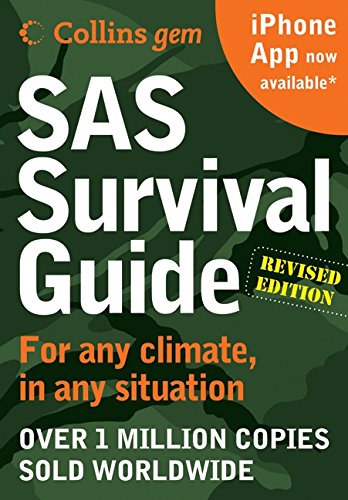 Collins gem
iPhone
App now
available*
SAS
Survival
Guide
REVISED
EDITION
For any climate,
in any situation
OVER 1 MILLION COPIES
SOLD WORLDWIDE